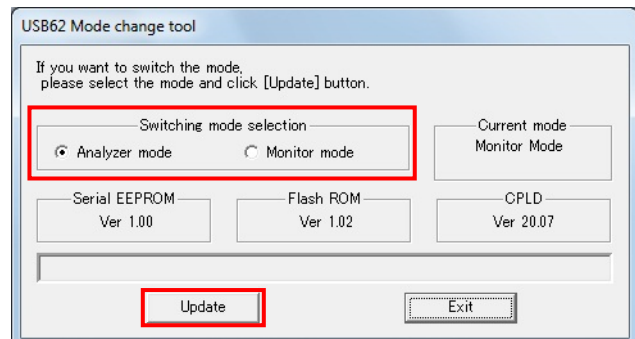 USB62 Mode change tool
If you want to switch the mode,
please select the mode and click [Update] button.
Switching mode selection
Analyzer mode
Monitor mode
Current mode
Monitor Mode
Serial EEPROM
Ver 1.00
Flash ROM
Ver 1.02
CPLD
Ver 20.07
Update
Exit